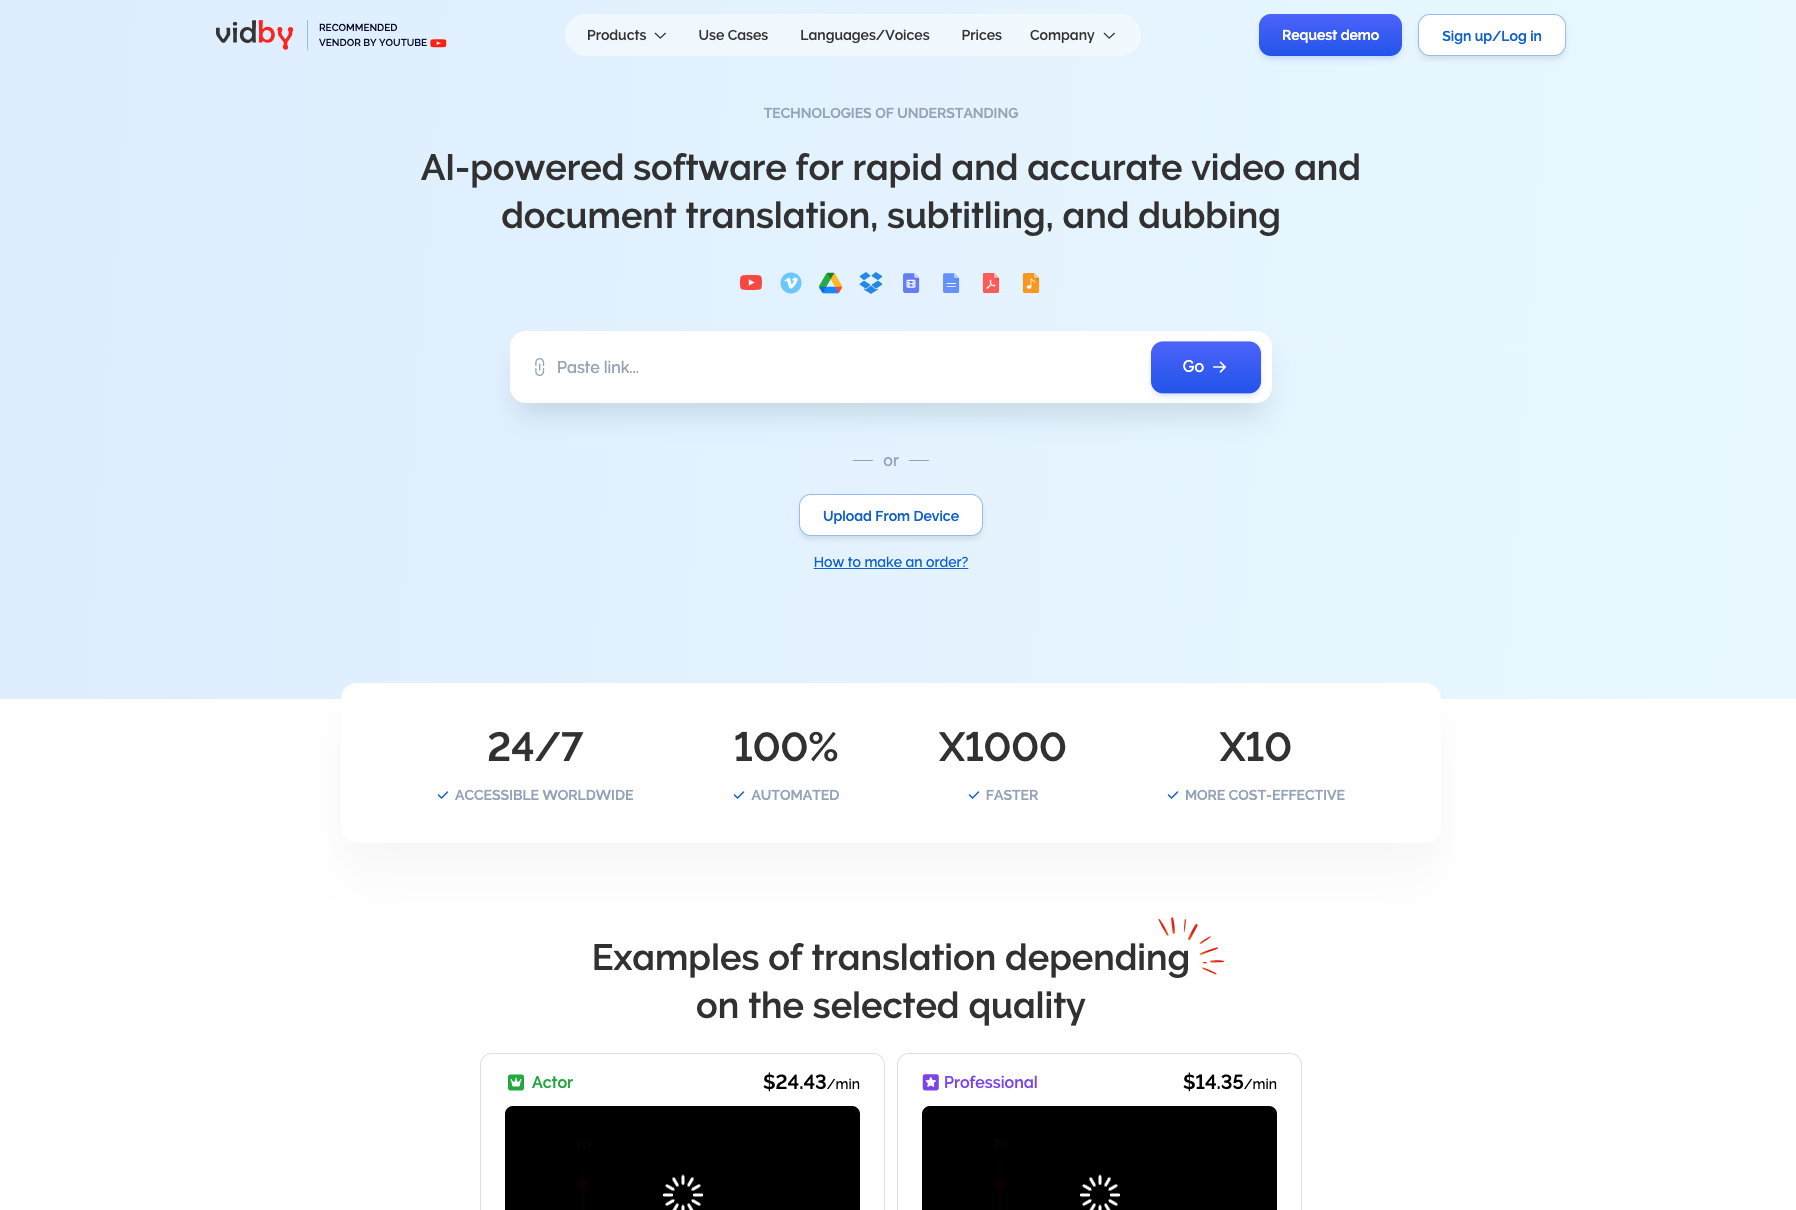 vidby
RECOMMENDED
VENDOR BY YOUTUBE
Products
Use Cases
Languages/Voices
Prices
Company
Request demo
Sign up/Log in
TECHNOLOGIES OF UNDERSTANDING
AI-powered software for rapid and accurate video and
document translation, subtitling, and dubbing
Paste link...
Go
or
Upload From Device
How to make an order?
24/7
ACCESSIBLE WORLDWIDE
100%
AUTOMATED
X1000
FASTER
X10
MORE COST-EFFECTIVE
Examples of translation depending
on the selected quality
Actor
$24.43/min
Professional
$14.35/min